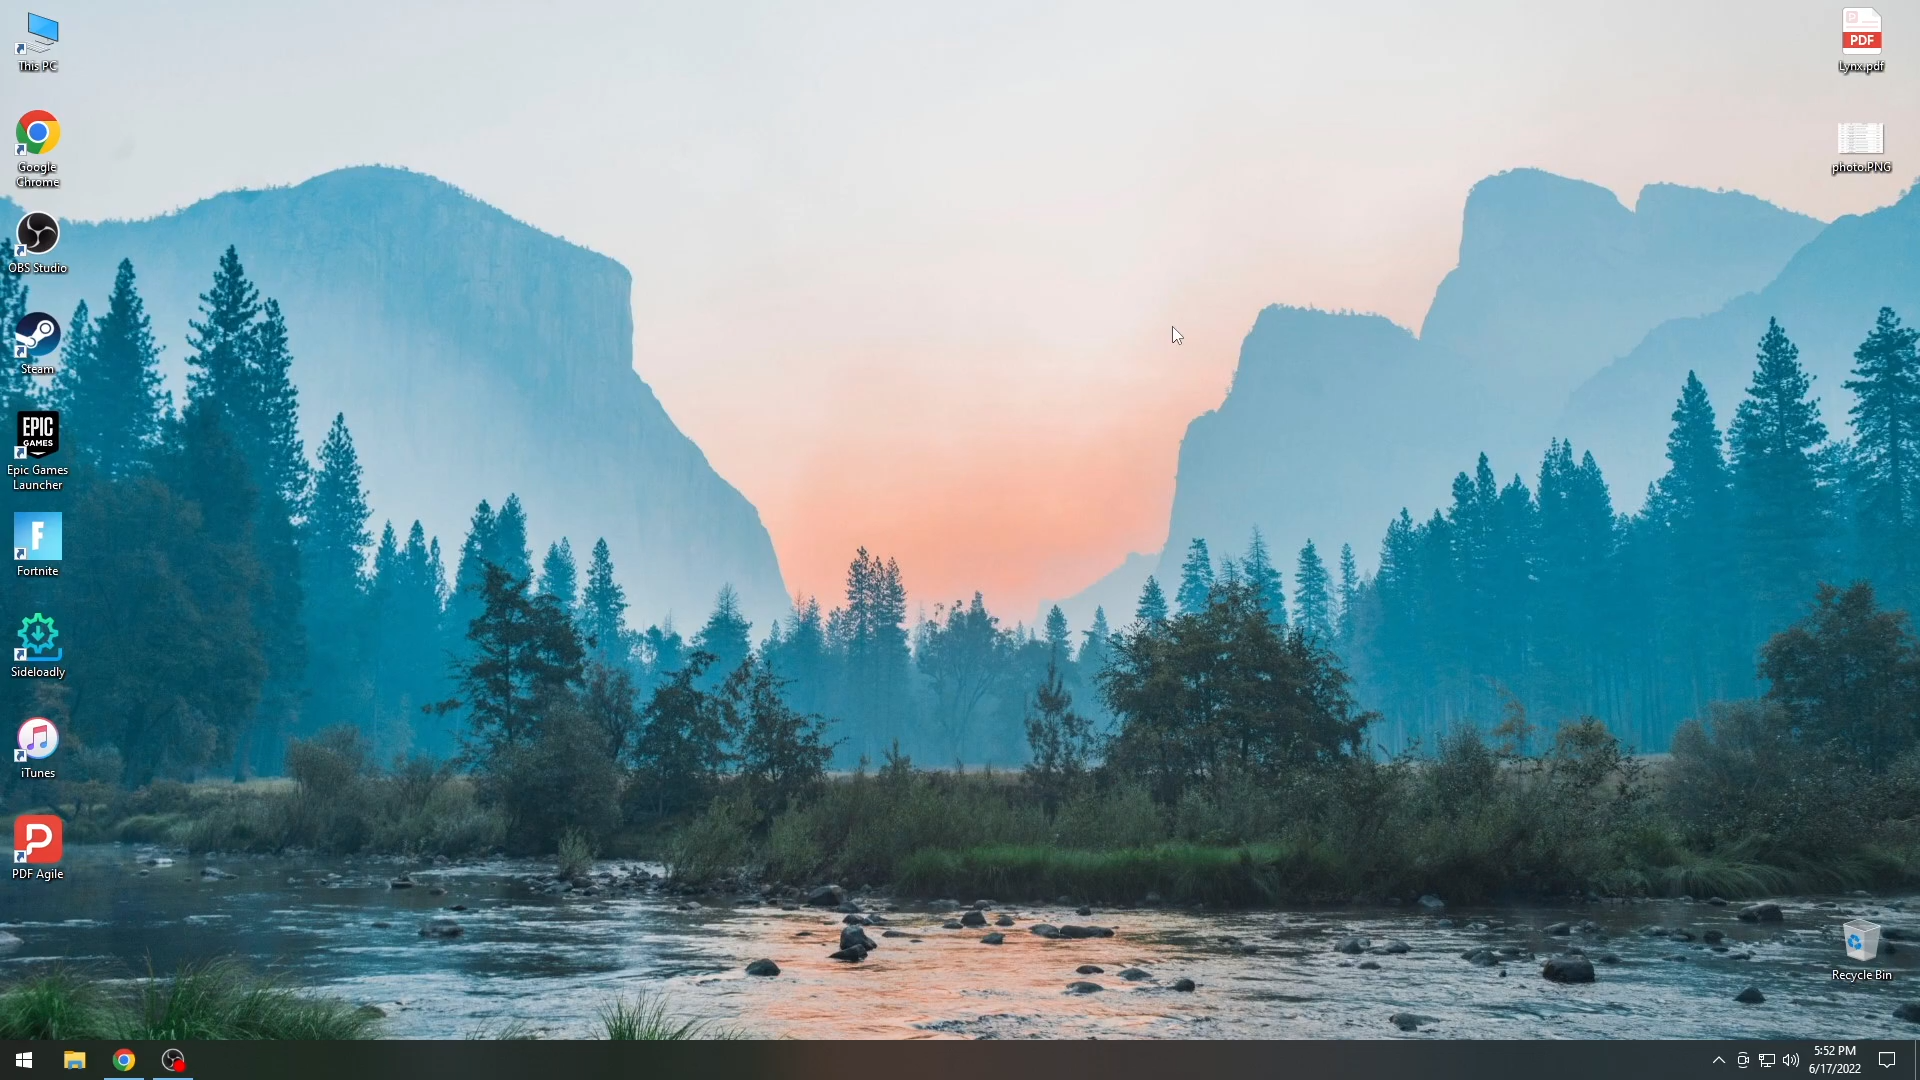 This PC
Google
Chrome
OBS Studio
Steam
EPIC
GAMES
Epic Games
Launcher
F
Fortnite
Sideloadly
iTunes
PDF Agile
PDF
Lynx.pdf
photo.PNG
Recycle Bin
5:52 PM
6/17/2022